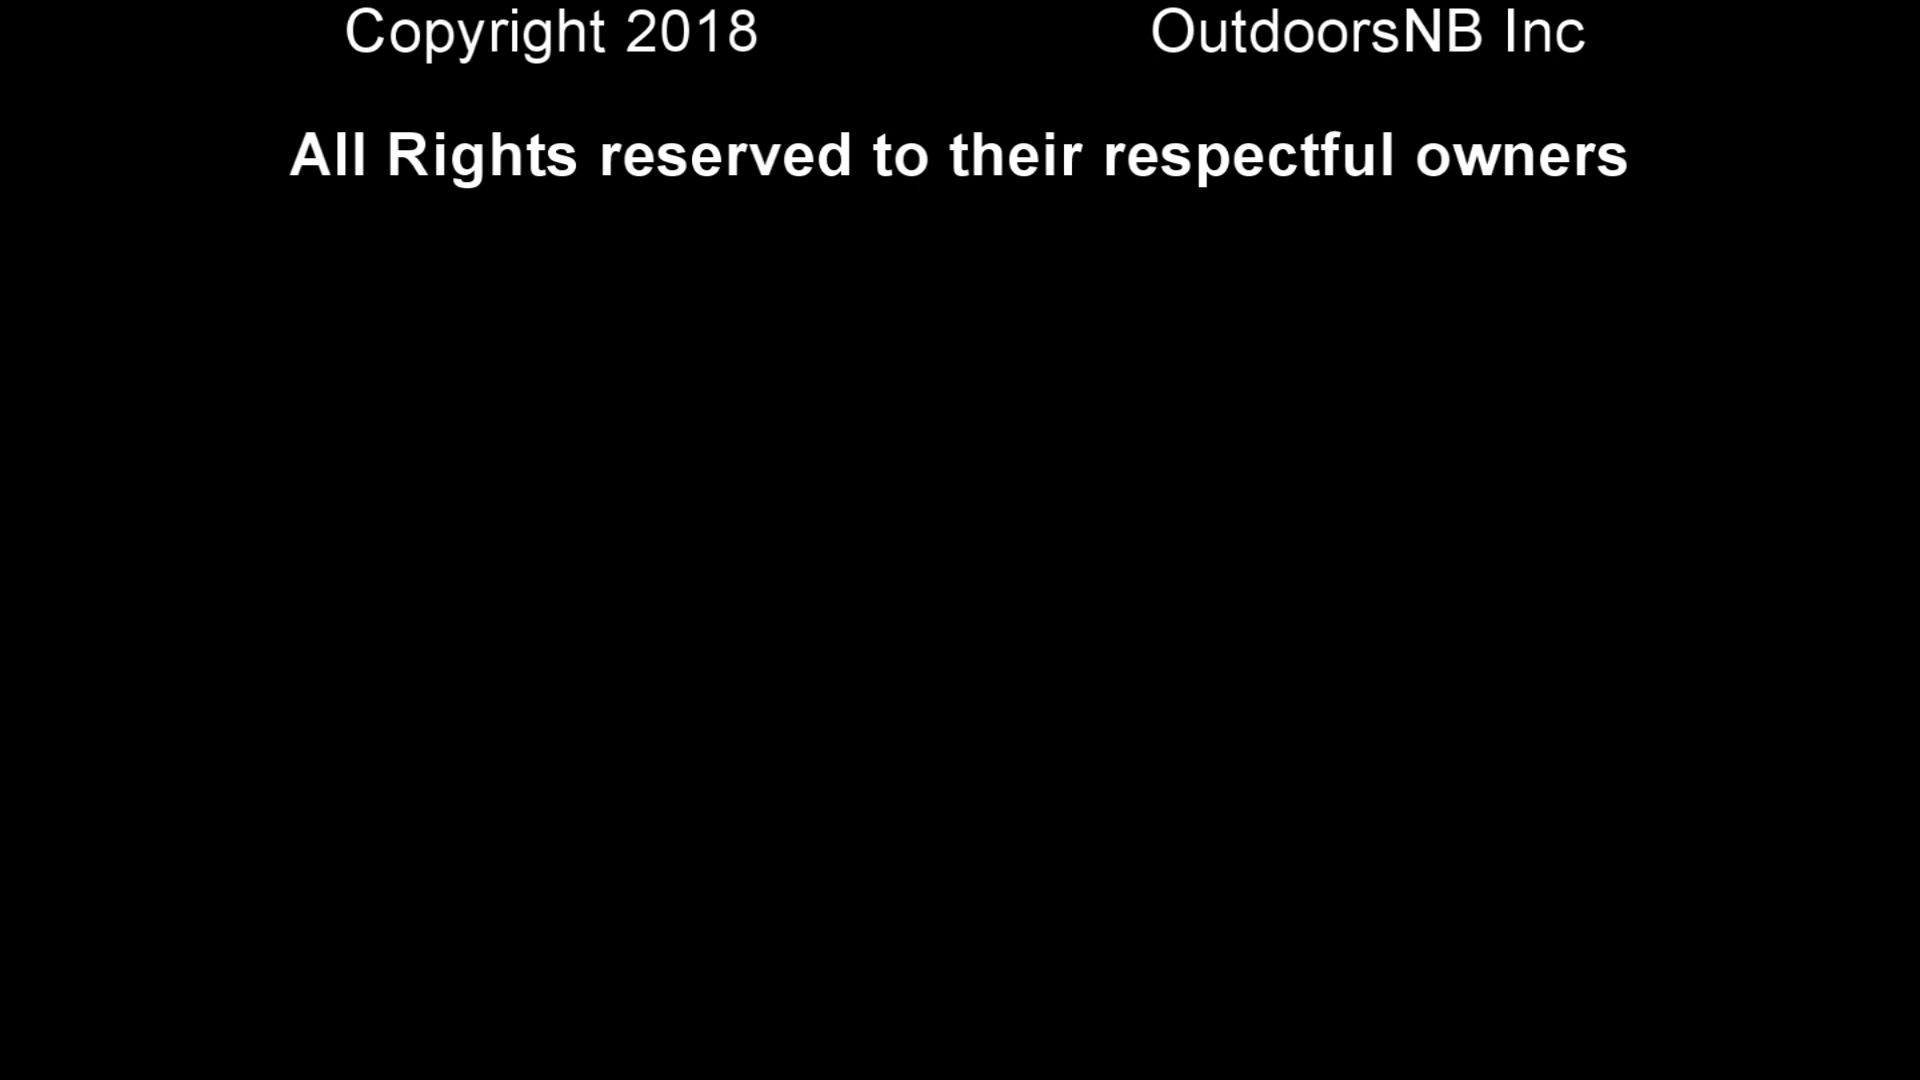 Copyright 2018 OutdoorsNB Inc
All Rights reserved to their respectful owners